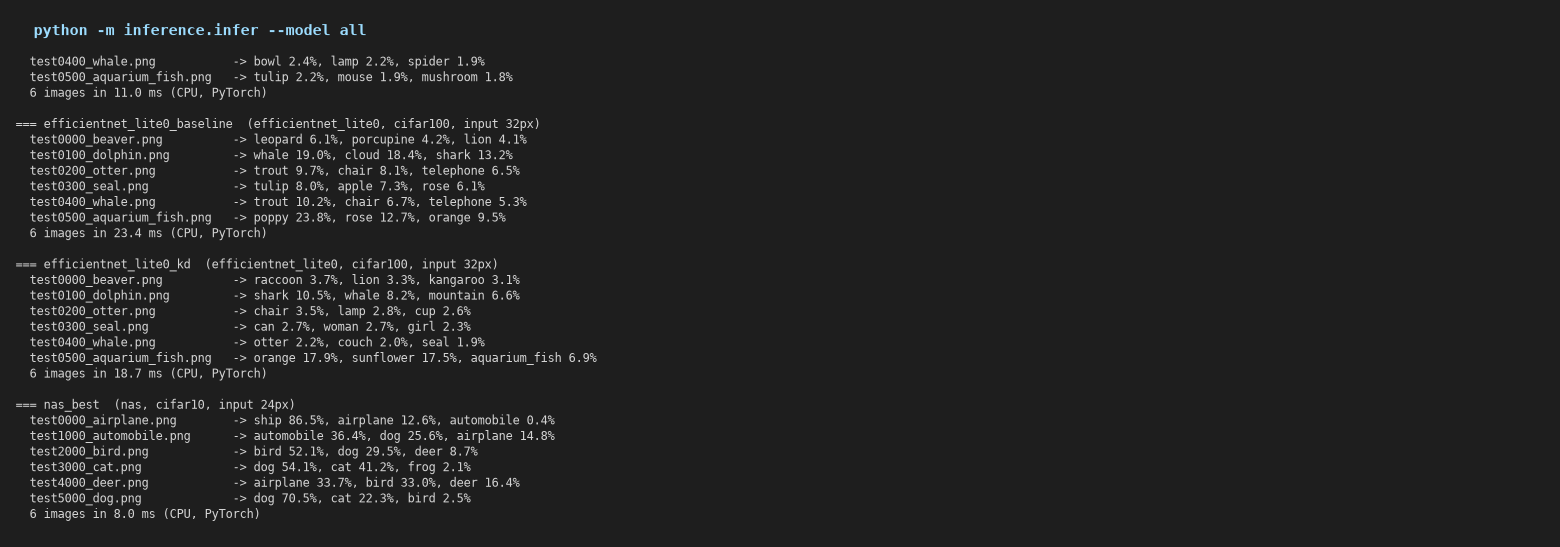 python -m inference.infer --model all
test0400_whale.png -> bowl 2.4%, lamp 2.2%, spider 1.9%
test0500_aquarium_fish.png -> tulip 2.2%, mouse 1.9%, mushroom 1.8%
6 images in 11.0 ms (CPU, PyTorch)
=== efficientnet_lite0_baseline (efficientnet_lite0, cifar100, input 32px)
test0000_beaver.png -> leopard 6.1%, porcupine 4.2%, lion 4.1%
test0100_dolphin.png -> whale 19.0%, cloud 18.4%, shark 13.2%
test0200_otter.png -> trout 9.7%, chair 8.1%, telephone 6.5%
test0300_seal.png -> tulip 8.0%, apple 7.3%, rose 6.1%
test0400_whale.png -> trout 10.2%, chair 6.7%, telephone 5.3%
test0500_aquarium_fish.png -> poppy 23.8%, rose 12.7%, orange 9.5%
6 images in 23.4 ms (CPU, PyTorch)
=== efficientnet_lite0_kd (efficientnet_lite0, cifar100, input 32px)
test0000_beaver.png -> raccoon 3.7%, lion 3.3%, kangaroo 3.1%
test0100_dolphin.png -> shark 10.5%, whale 8.2%, mountain 6.6%
test0200_otter.png -> chair 3.5%, lamp 2.8%, cup 2.6%
test0300_seal.png -> can 2.7%, woman 2.7%, girl 2.3%
test0400_whale.png -> otter 2.2%, couch 2.0%, seal 1.9%
test0500_aquarium_fish.png -> orange 17.9%, sunflower 17.5%, aquarium_fish 6.9%
6 images in 18.7 ms (CPU, PyTorch)
=== nas_best (nas, cifar10, input 24px)
test0000_airplane.png -> ship 86.5%, airplane 12.6%, automobile 0.4%
test1000_automobile.png -> automobile 36.4%, dog 25.6%, airplane 14.8%
test2000_bird.png -> bird 52.1%, dog 29.5%, deer 8.7%
test3000_cat.png -> dog 54.1%, cat 41.2%, frog 2.1%
test4000_deer.png -> airplane 33.7%, bird 33.0%, deer 16.4%
test5000_dog.png -> dog 70.5%, cat 22.3%, bird 2.5%
6 images in 8.0 ms (CPU, PyTorch)